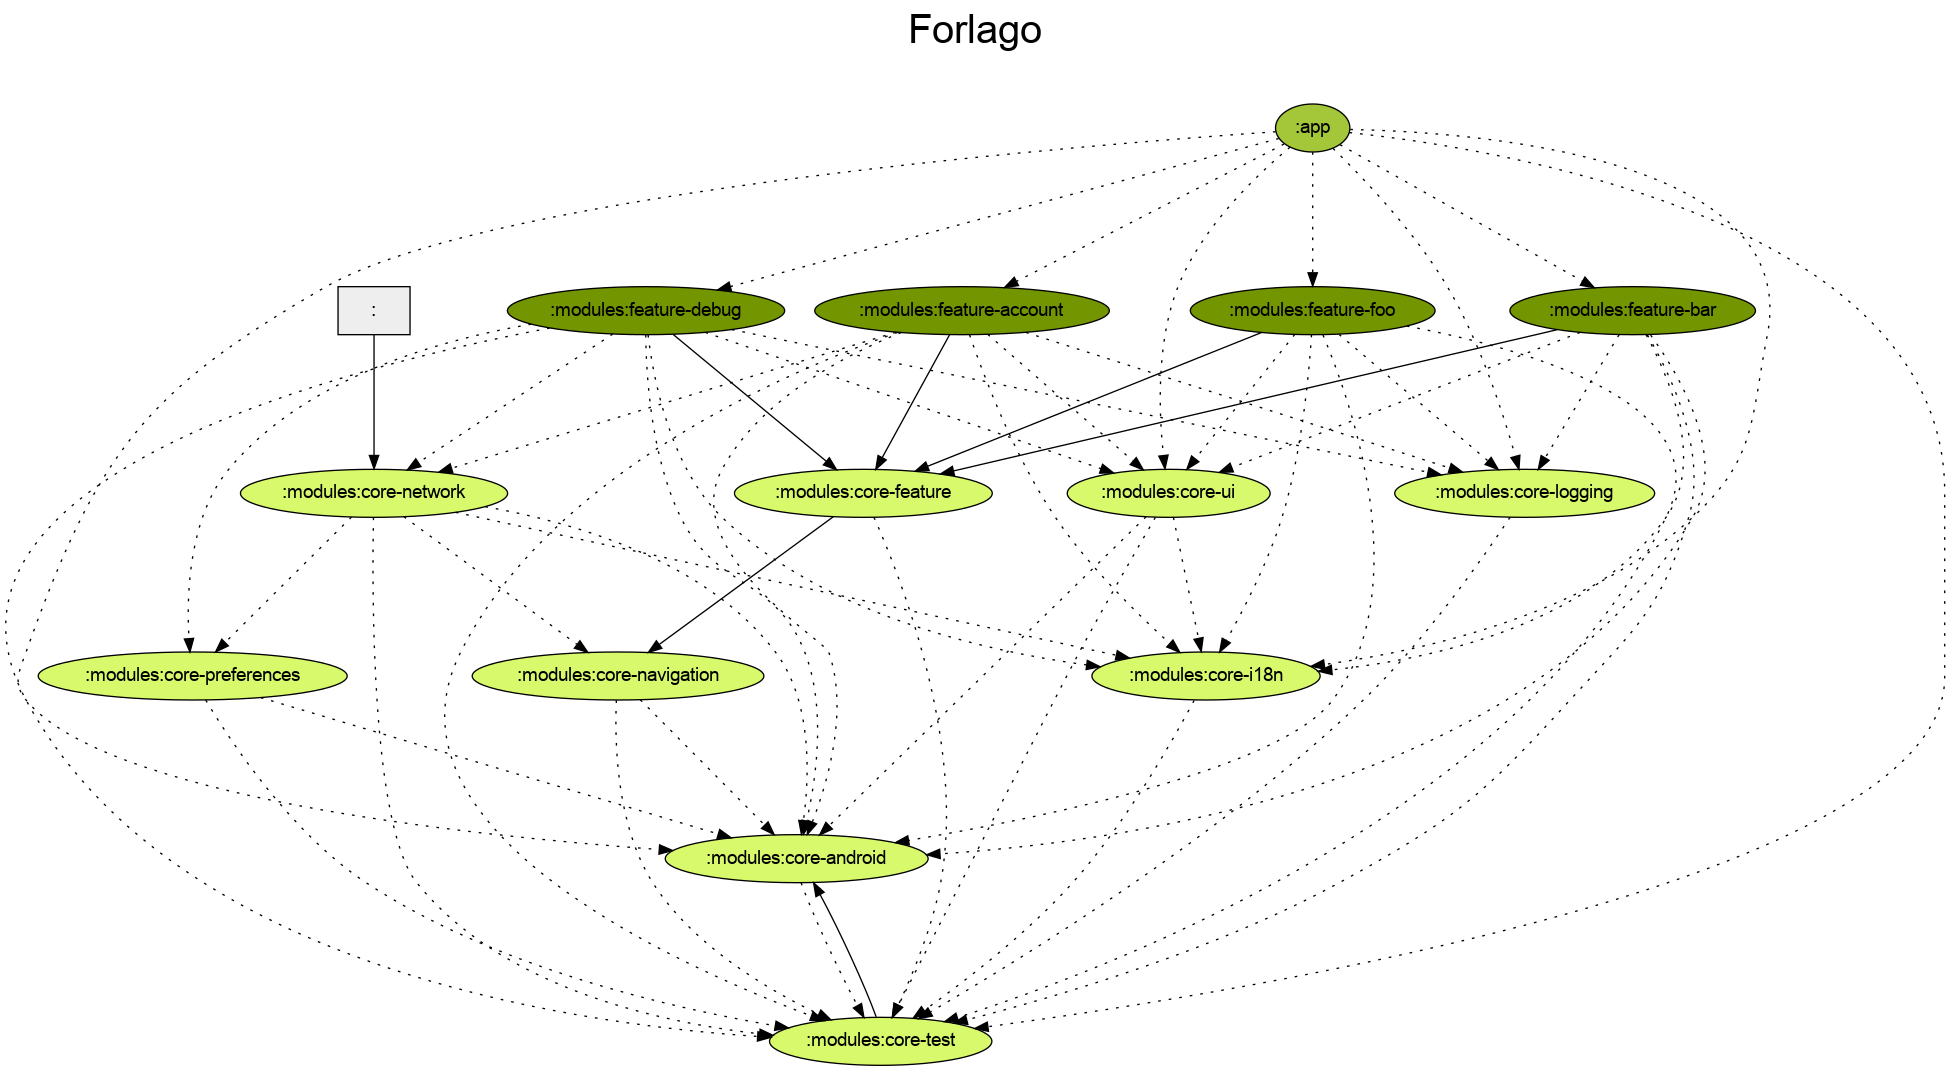 Forlago
:app
:
:modules:feature-debug
:modules:feature-account
:modules:feature-foo
:modules:feature-bar
:modules:core-network
:modules:core-feature
:modules:core-ui
:modules:core-logging
:modules:core-preferences
:modules:core-navigation
:modules:core-i18n
:modules:core-android
:modules:core-test